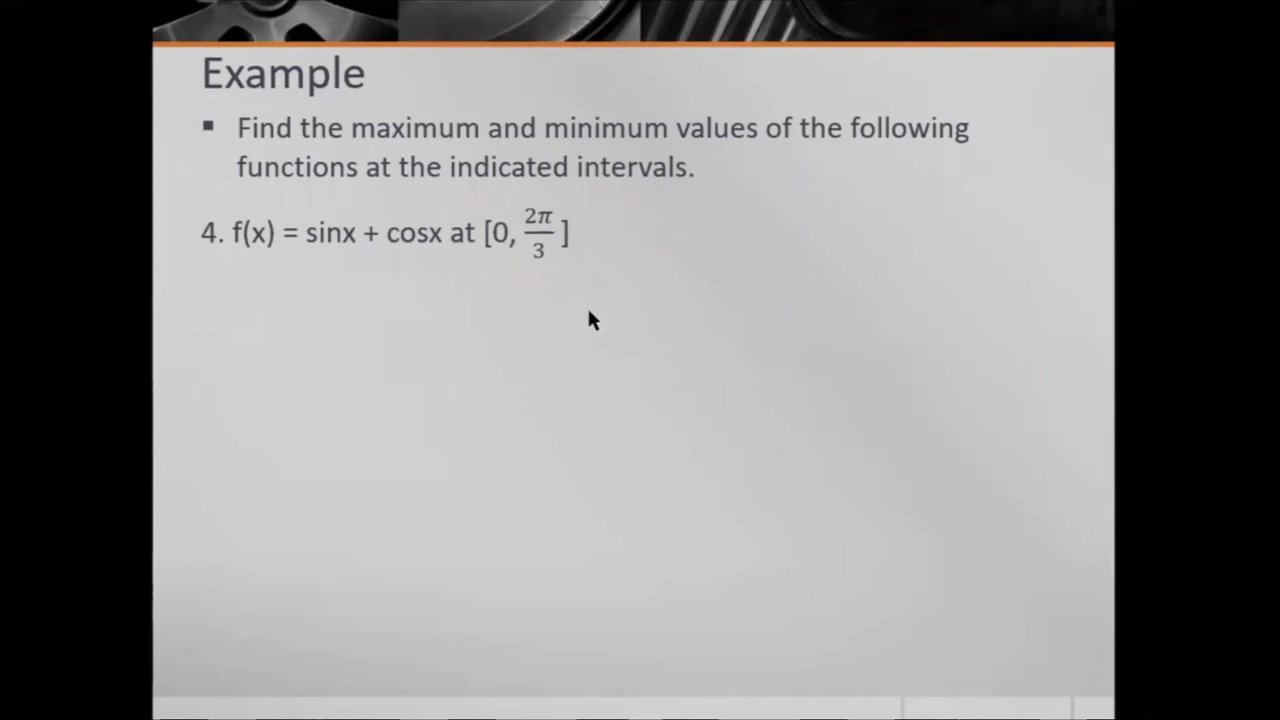 Example
▪ Find the maximum and minimum values of the following
functions at the indicated intervals.
4. f(x) = sinx + cosx at [0, 2π/3 ]